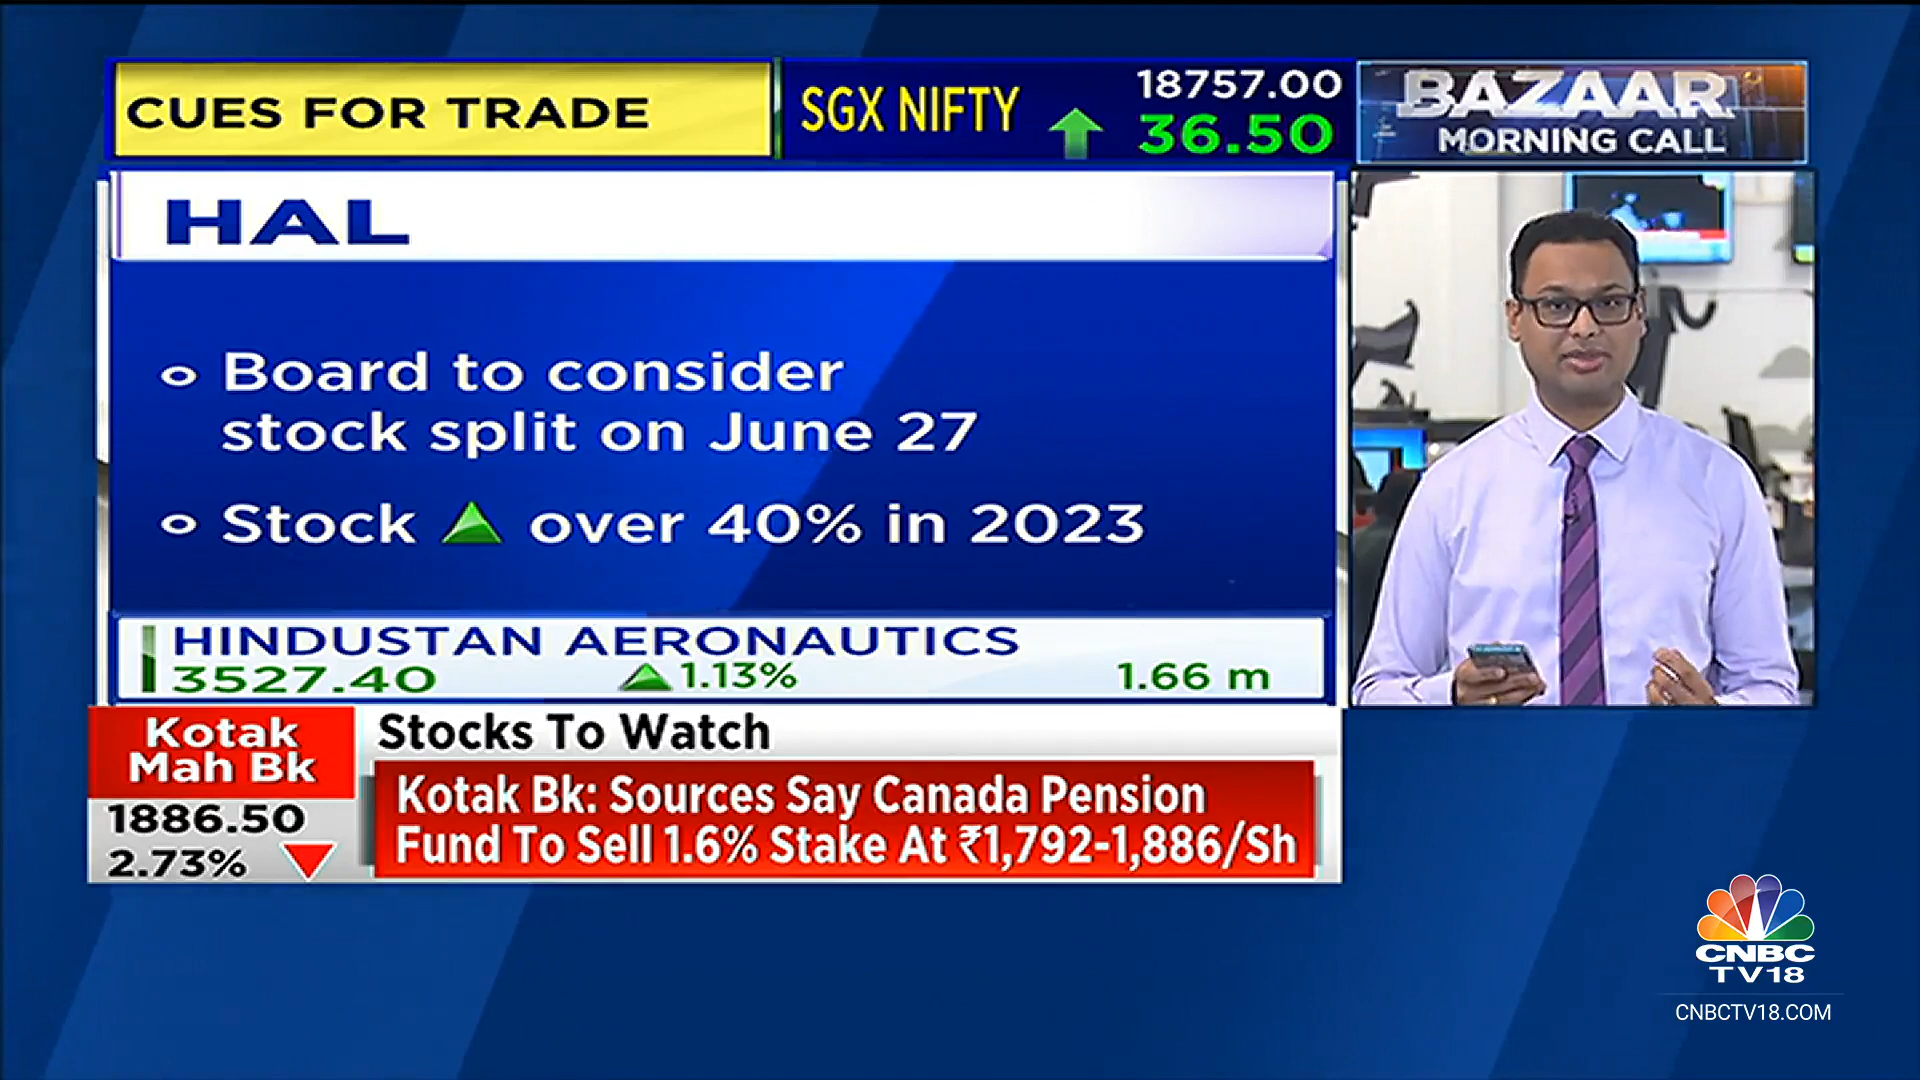 CUES FOR TRADE
SGX NIFTY
18757.00
36.50
BAZAAR
MORNING CALL
HAL
Board to consider
stock split on June 27
Stock ▲ over 40% in 2023
HINDUSTAN AERONAUTICS
3527.40 ▲1.13% 1.66 m
Kotak
Mah Bk
1886.50
2.73% ▼
Stocks To Watch
Kotak Bk: Sources Say Canada Pension
Fund To Sell 1.6% Stake At ₹1,792-1,886/Sh
CNBC
TV18
CNBCTV18.COM